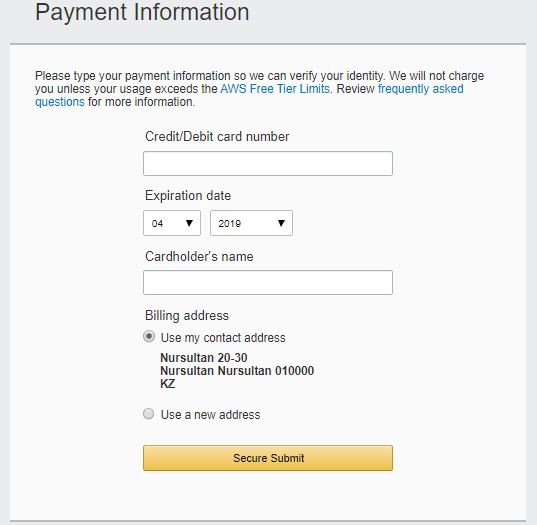 Payment Information
Please type your payment information so we can verify your identity. We will not charge
you unless your usage exceeds the AWS Free Tier Limits. Review frequently asked
questions for more information.
Credit/Debit card number
Expiration date
04 2019
Cardholder's name
Billing address
Use my contact address
Nursultan 20-30
Nursultan Nursultan 010000
KZ
Use a new address
Secure Submit